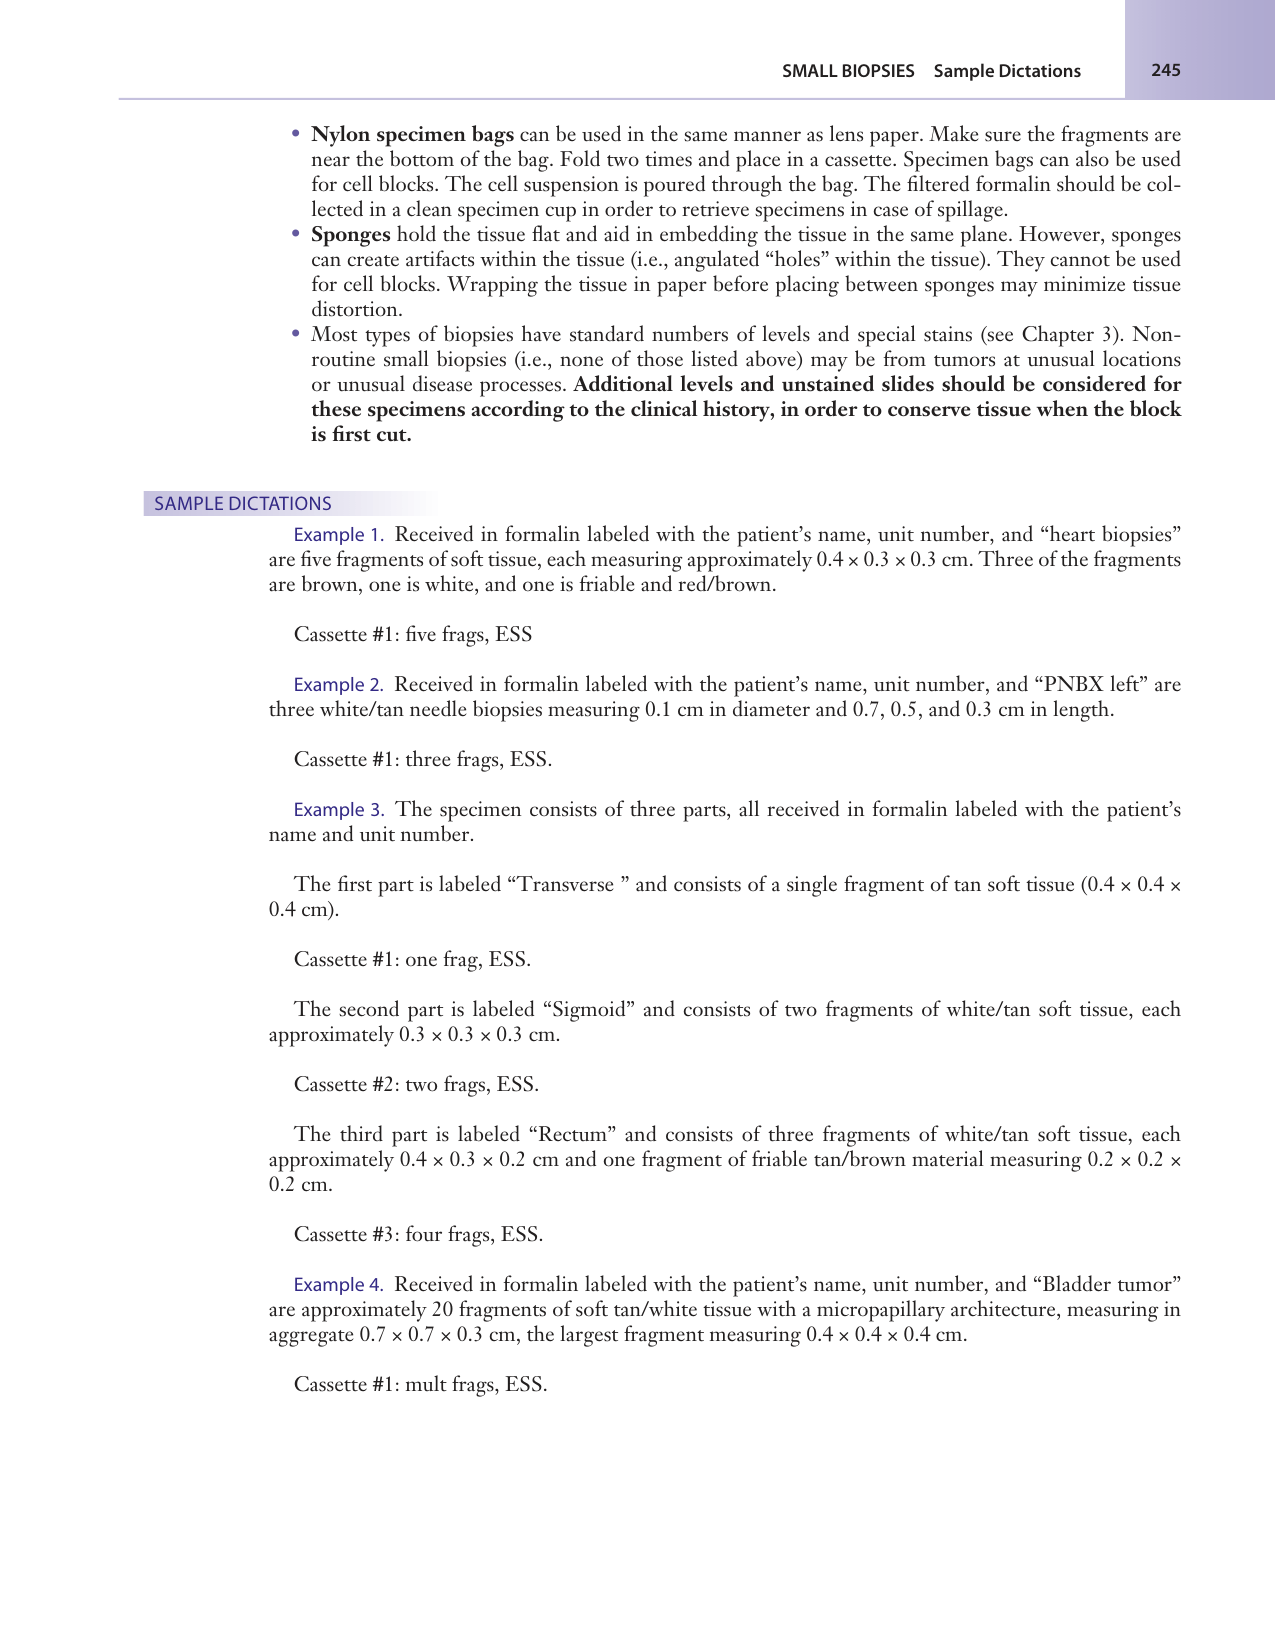 SMALL BIOPSIES Sample Dictations 245
• Nylon specimen bags can be used in the same manner as lens paper. Make sure the fragments are
near the bottom of the bag. Fold two times and place in a cassette. Specimen bags can also be used
for cell blocks. The cell suspension is poured through the bag. The filtered formalin should be col-
lected in a clean specimen cup in order to retrieve specimens in case of spillage.
• Sponges hold the tissue flat and aid in embedding the tissue in the same plane. However, sponges
can create artifacts within the tissue (i.e., angulated “holes” within the tissue). They cannot be used
for cell blocks. Wrapping the tissue in paper before placing between sponges may minimize tissue
distortion.
• Most types of biopsies have standard numbers of levels and special stains (see Chapter 3). Non-
routine small biopsies (i.e., none of those listed above) may be from tumors at unusual locations
or unusual disease processes. Additional levels and unstained slides should be considered for
these specimens according to the clinical history, in order to conserve tissue when the block
is first cut.
SAMPLE DICTATIONS
Example 1. Received in formalin labeled with the patient’s name, unit number, and “heart biopsies”
are five fragments of soft tissue, each measuring approximately 0.4 × 0.3 × 0.3 cm. Three of the fragments
are brown, one is white, and one is friable and red/brown.
Cassette #1: five frags, ESS
Example 2. Received in formalin labeled with the patient’s name, unit number, and “PNBX left” are
three white/tan needle biopsies measuring 0.1 cm in diameter and 0.7, 0.5, and 0.3 cm in length.
Cassette #1: three frags, ESS.
Example 3. The specimen consists of three parts, all received in formalin labeled with the patient’s
name and unit number.
The first part is labeled “Transverse ” and consists of a single fragment of tan soft tissue (0.4 × 0.4 ×
0.4 cm).
Cassette #1: one frag, ESS.
The second part is labeled “Sigmoid” and consists of two fragments of white/tan soft tissue, each
approximately 0.3 × 0.3 × 0.3 cm.
Cassette #2: two frags, ESS.
The third part is labeled “Rectum” and consists of three fragments of white/tan soft tissue, each
approximately 0.4 × 0.3 × 0.2 cm and one fragment of friable tan/brown material measuring 0.2 × 0.2 ×
0.2 cm.
Cassette #3: four frags, ESS.
Example 4. Received in formalin labeled with the patient’s name, unit number, and “Bladder tumor”
are approximately 20 fragments of soft tan/white tissue with a micropapillary architecture, measuring in
aggregate 0.7 × 0.7 × 0.3 cm, the largest fragment measuring 0.4 × 0.4 × 0.4 cm.
Cassette #1: mult frags, ESS.